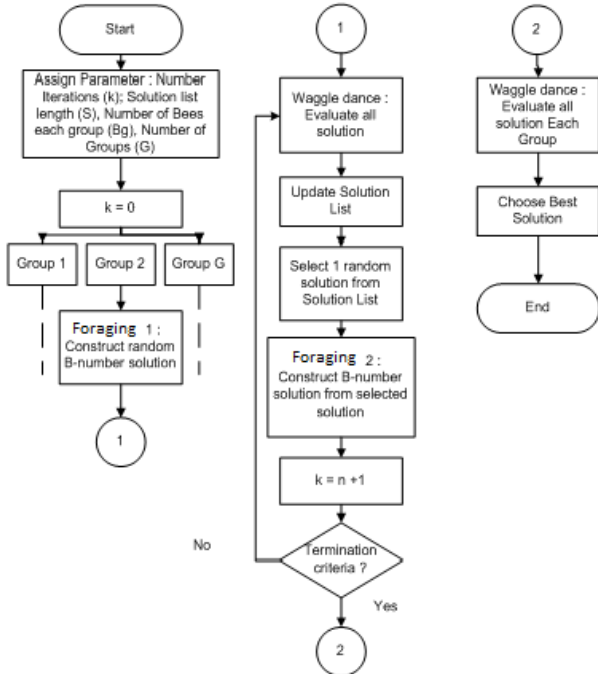 Start
Assign Parameter : Number
Iterations (k); Solution list
length (S), Number of Bees
each group (Bg), Number of
Groups (G)
k = 0
Group 1
Group 2
Group G
Foraging 1 :
Construct random
B-number solution
1
1
Waggle dance :
Evaluate all
solution
Update Solution
List
Select 1 random
solution from
Solution List
Foraging 2 :
Construct B-number
solution from selected
solution
k = n +1
Termination
criteria ?
No
Yes
2
2
Waggle dance :
Evaluate all
solution Each
Group
Choose Best
Solution
End